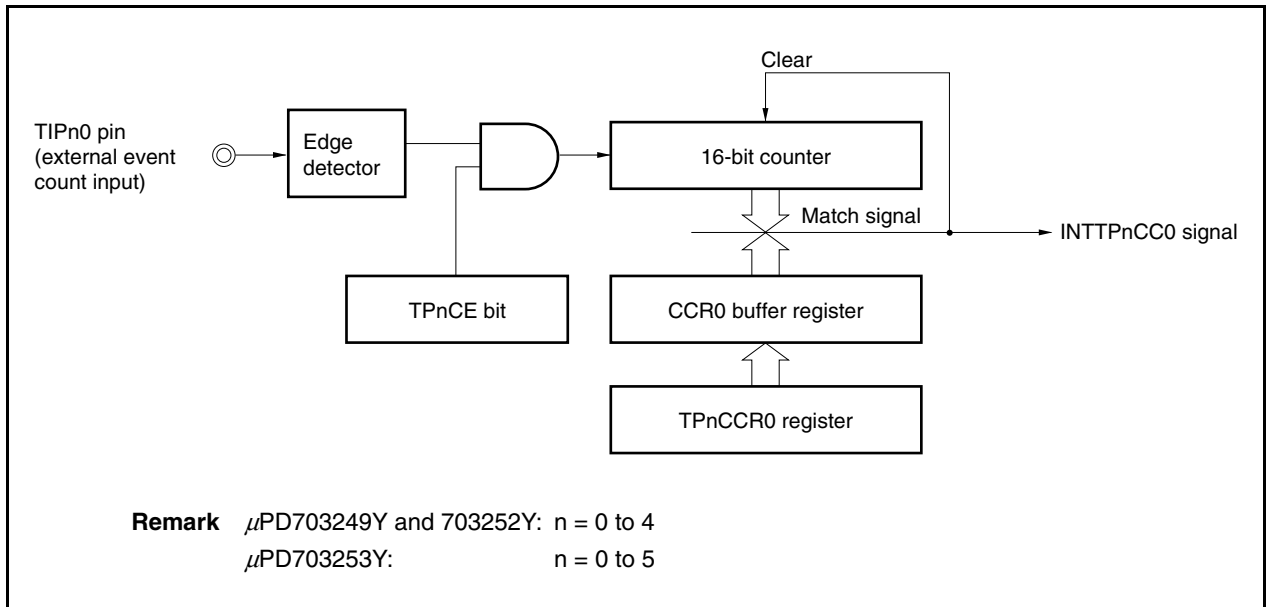 Clear
TIPn0 pin
(external event
count input)
Edge
detector
16-bit counter
Match signal
INTTPnCC0 signal
TPnCE bit
CCR0 buffer register
TPnCCR0 register
Remark μPD703249Y and 703252Y: n = 0 to 4
μPD703253Y: n = 0 to 5